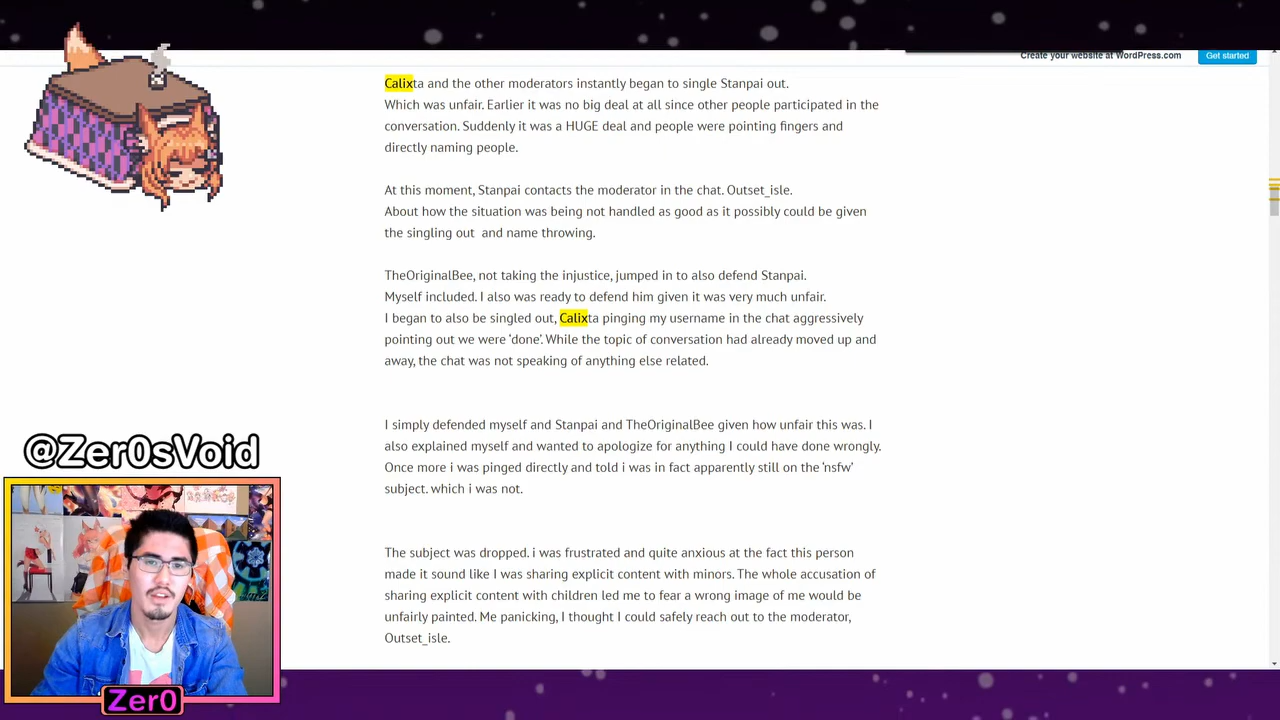 Create your website at WordPress.com
Get started
Calixta and the other moderators instantly began to single Stanpai out.
Which was unfair. Earlier it was no big deal at all since other people participated in the
conversation. Suddenly it was a HUGE deal and people were pointing fingers and
directly naming people.
At this moment, Stanpai contacts the moderator in the chat. Outset_isle.
About how the situation was being not handled as good as it possibly could be given
the singling out  and name throwing.
TheOriginalBee, not taking the injustice, jumped in to also defend Stanpai.
Myself included. I also was ready to defend him given it was very much unfair.
I began to also be singled out, Calixta pinging my username in the chat aggressively
pointing out we were ‘done’. While the topic of conversation had already moved up and
away, the chat was not speaking of anything else related.
I simply defended myself and Stanpai and TheOriginalBee given how unfair this was. I
also explained myself and wanted to apologize for anything I could have done wrongly.
Once more i was pinged directly and told i was in fact apparently still on the ‘nsfw’
subject. which i was not.
The subject was dropped. i was frustrated and quite anxious at the fact this person
made it sound like I was sharing explicit content with minors. The whole accusation of
sharing explicit content with children led me to fear a wrong image of me would be
unfairly painted. Me panicking, I thought I could safely reach out to the moderator,
Outset_isle.
@Zer0sVoid
Zer0